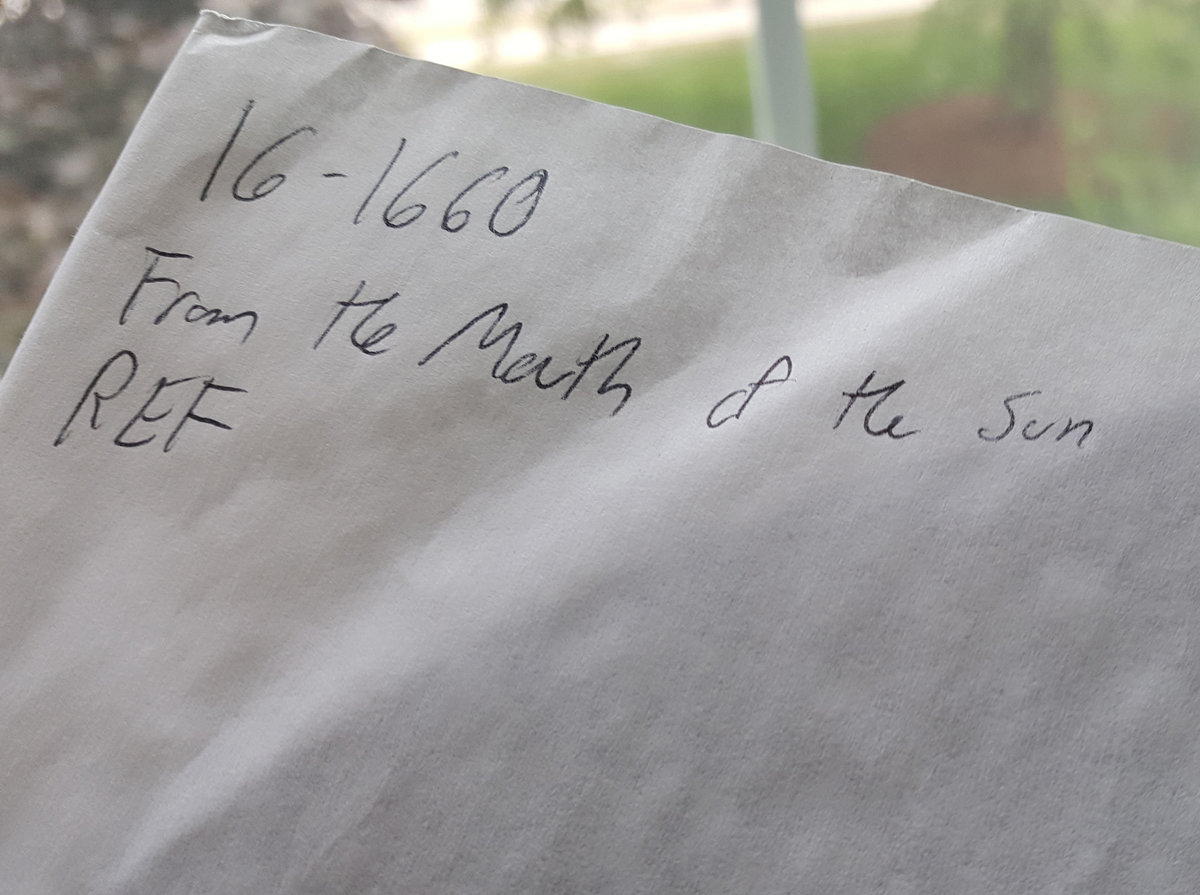 16-1660
From the Mouth of the Sun
REF